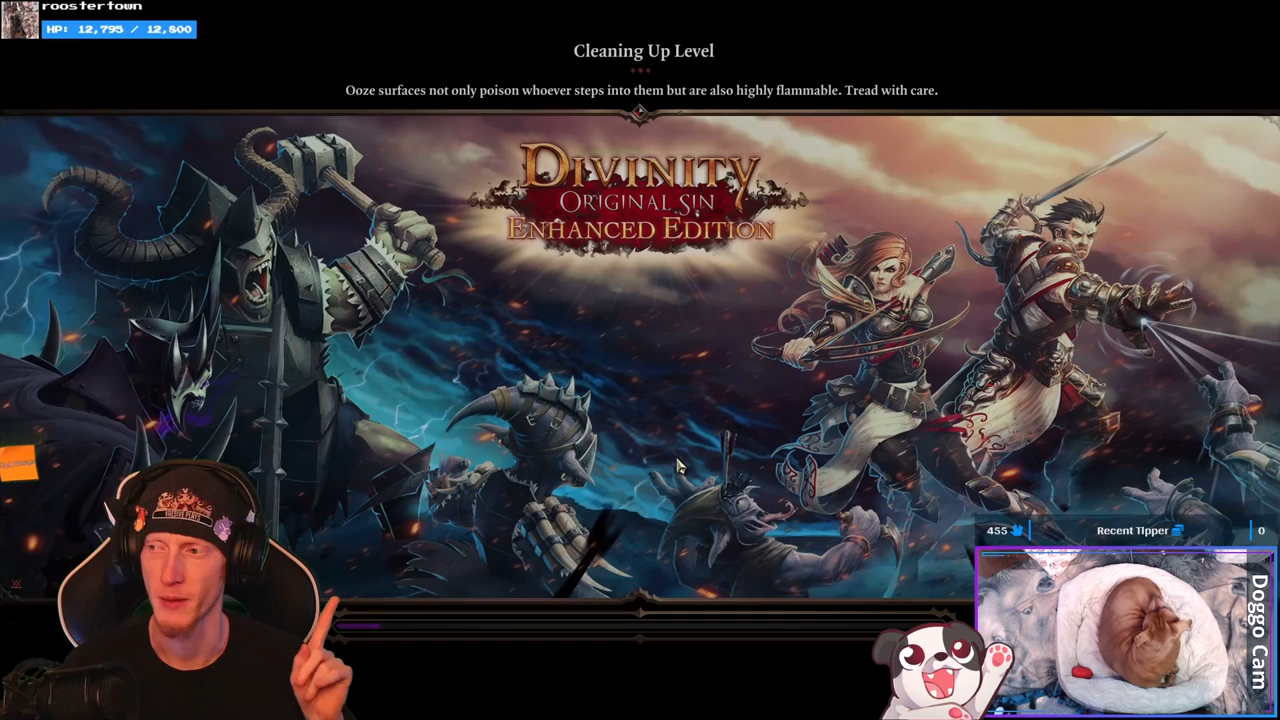 roostertown
HP: 12,795 / 12,800
Cleaning Up Level
Ooze surfaces not only poison whoever steps into them but are also highly flammable. Tread with care.
DIVINITY
ORIGINAL SIN
ENHANCED EDITION
455
Recent Tipper
0
Doggo Cam